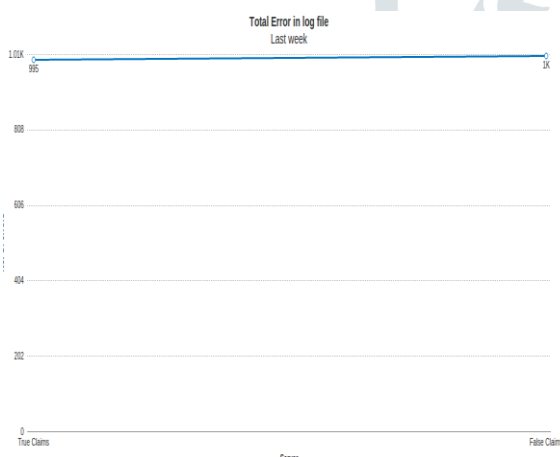 Total Error in log file
Last week
1.01K
995
1K
808
606
404
202
0
True Claims
False Claim